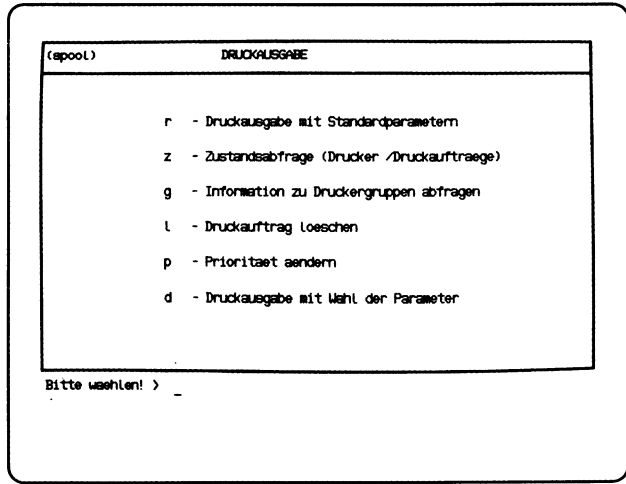 (spool) DRUCKAUSGABE
r - Druckausgabe mit Standardparametern
z - Zustandsabfrage (Drucker /Druckauftraege)
g - Information zu Druckergruppen abfragen
l - Druckauftrag loeschen
p - Prioritaet aendern
d - Druckausgabe mit Wahl der Parameter
Bitte waehlen! > _